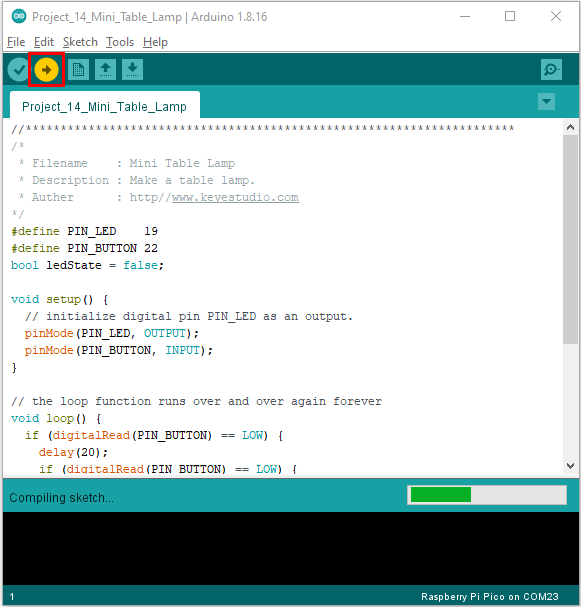 Project_14_Mini_Table_Lamp | Arduino 1.8.16
File Edit Sketch Tools Help
Project_14_Mini_Table_Lamp
//**********************************************************************
/*
 * Filename    : Mini Table Lamp
 * Description : Make a table lamp.
 * Auther      : http//www.keyestudio.com
*/
#define PIN_LED    19
#define PIN_BUTTON 22
bool ledState = false;
void setup() {
  // initialize digital pin PIN_LED as an output.
  pinMode(PIN_LED, OUTPUT);
  pinMode(PIN_BUTTON, INPUT);
}
// the loop function runs over and over again forever
void loop() {
  if (digitalRead(PIN_BUTTON) == LOW) {
    delay(20);
    if (digitalRead(PIN_BUTTON) == LOW) {
Compiling sketch...
1 Raspberry Pi Pico on COM23